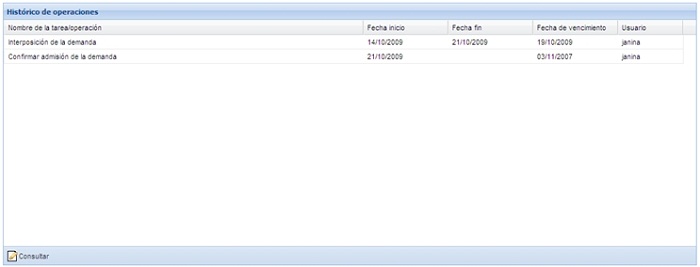 Histórico de operaciones
Nombre de la tarea/operación Fecha inicio Fecha fin Fecha de vencimiento Usuario
Interposición de la demanda 14/10/2009 21/10/2009 19/10/2009 janina
Confirmar admisión de la demanda 21/10/2009 03/11/2007 janina
Consultar